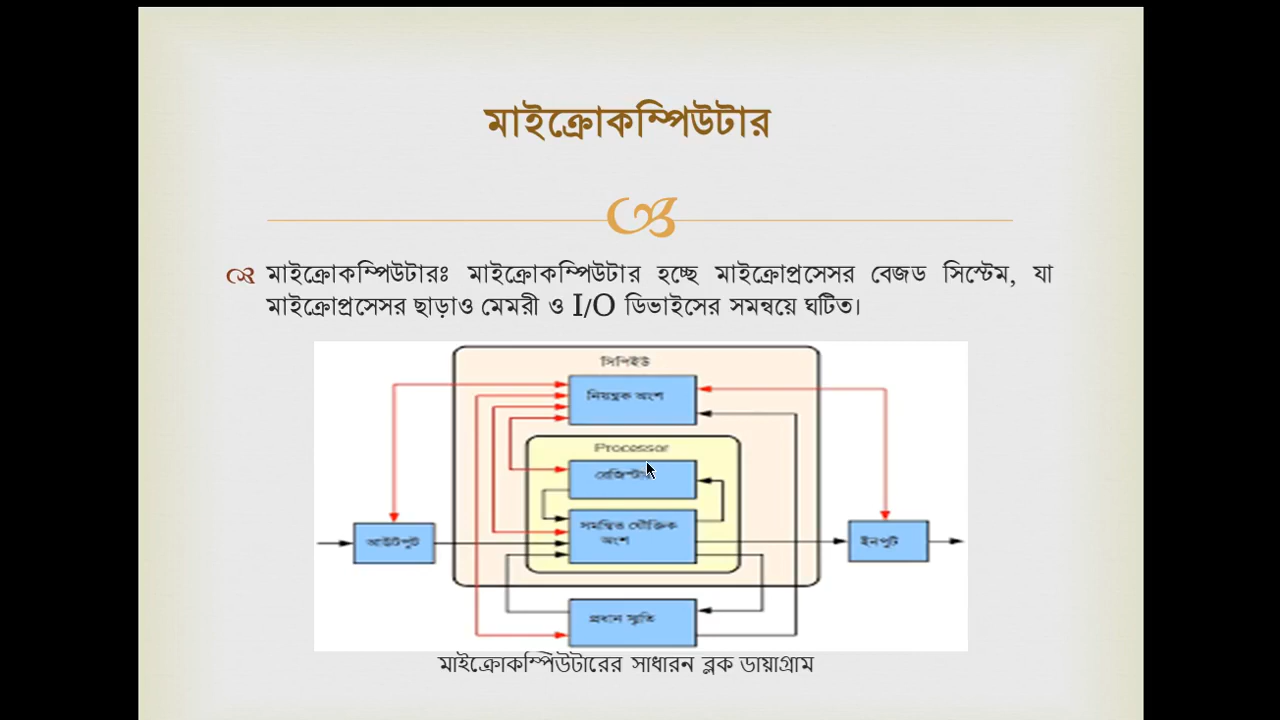 মাইক্রোকম্পিউটার
মাইক্রোকম্পিউটারঃ মাইক্রোকম্পিউটার হচ্ছে মাইক্রোপ্রসেসর বেজড সিস্টেম, যা
মাইক্রোপ্রসেসর ছাড়াও মেমরী ও I/O ডিভাইসের সমন্বয়ে ঘটিত।
সিপিইউ
নিয়ন্ত্রক অংশ
Processor
সমন্বিত যৌক্তিক
অংশ
আউটপুট
ইনপুট
প্রধান স্মৃতি
মাইক্রোকম্পিউটারের সাধারন ব্লক ডায়াগ্রাম